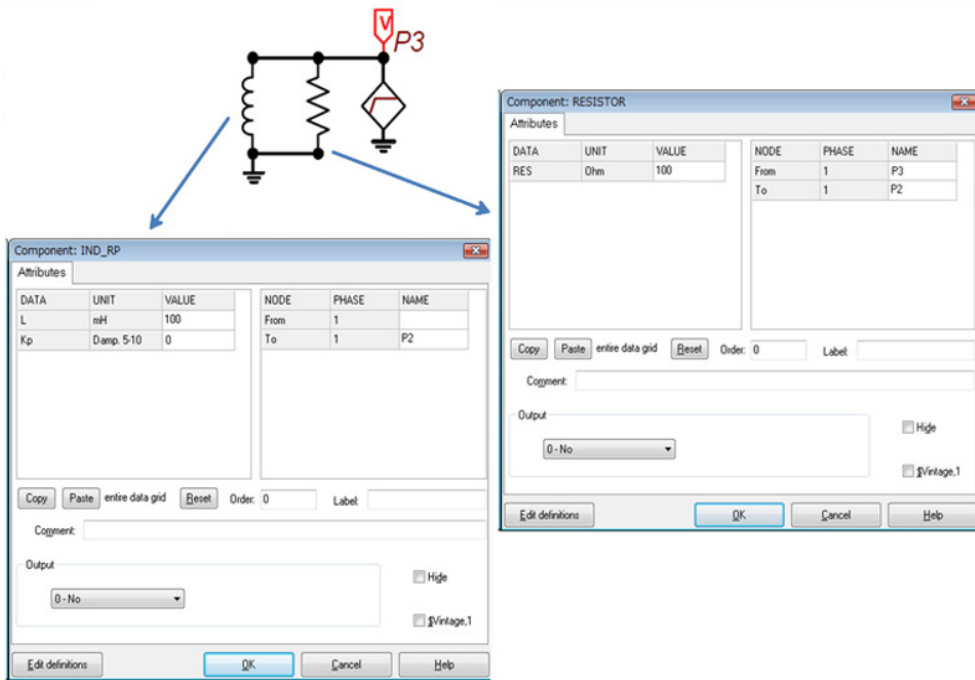 V
P3
Component: RESISTOR
Attributes
DATA UNIT VALUE
RES Ohm 100
NODE PHASE NAME
From 1 P3
To 1 P2
Copy Paste entire data grid Reset Order: 0 Label:
Comment:
Output
0 - No
Hide
$Vintage,1
Edit definitions OK Cancel Help
Component: IND_RP
Attributes
DATA UNIT VALUE
L mH 100
Kp Damp. 5-10 0
NODE PHASE NAME
From 1
To 1 P2
Copy Paste entire data grid Reset Order: 0 Label:
Comment:
Output
0 - No
Hide
$Vintage,1
Edit definitions OK Cancel Help